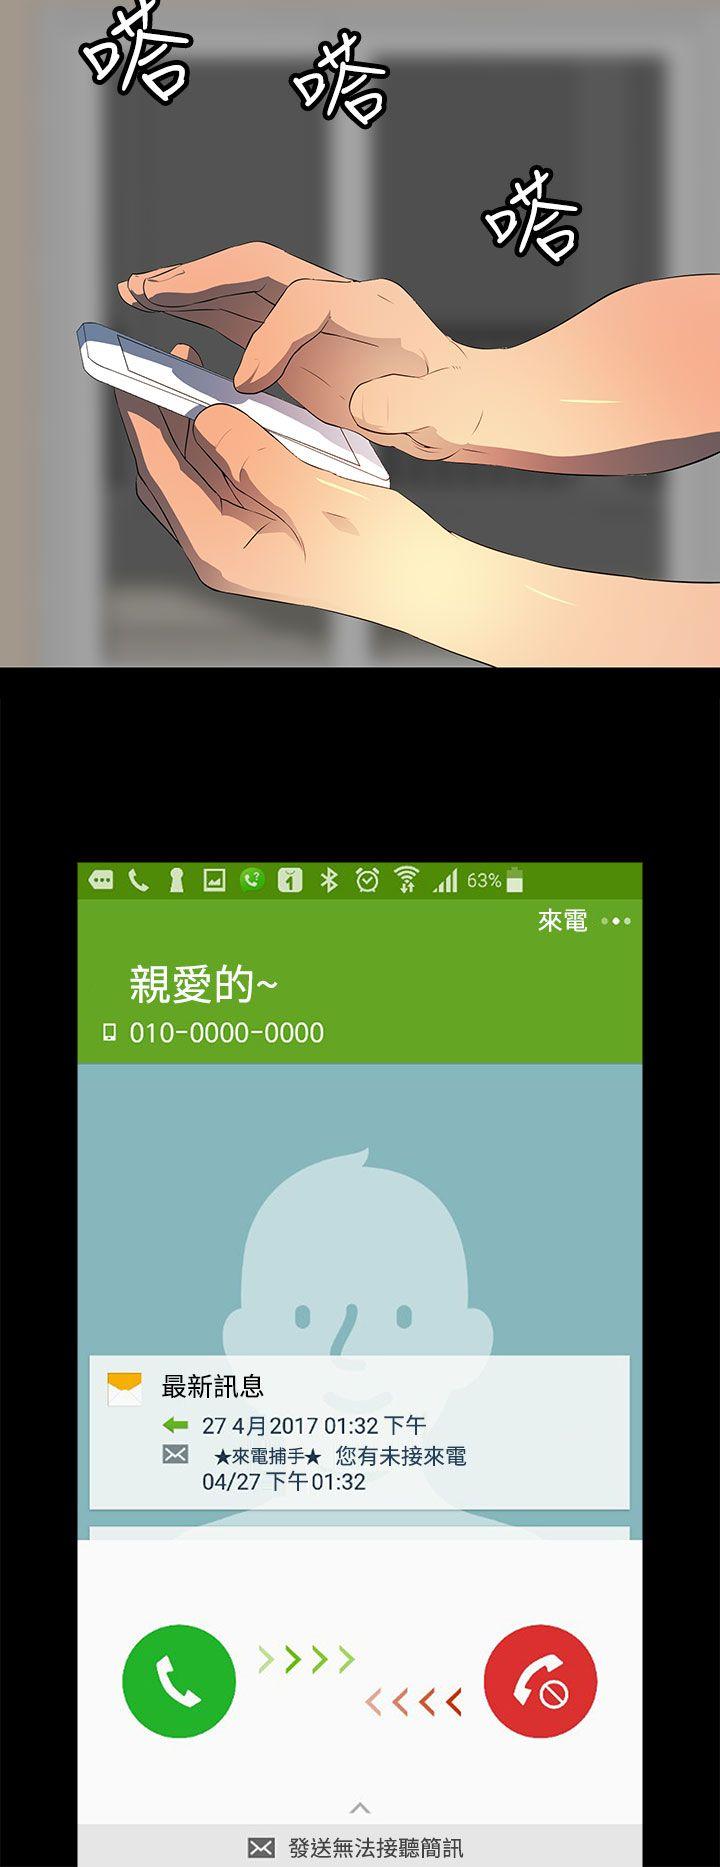 嗒
嗒
嗒
63%
來電
親愛的~
010-0000-0000
最新訊息
27 4月2017 01:32 下午
★來電捕手★ 您有未接來電
04/27 下午01:32
發送無法接聽簡訊